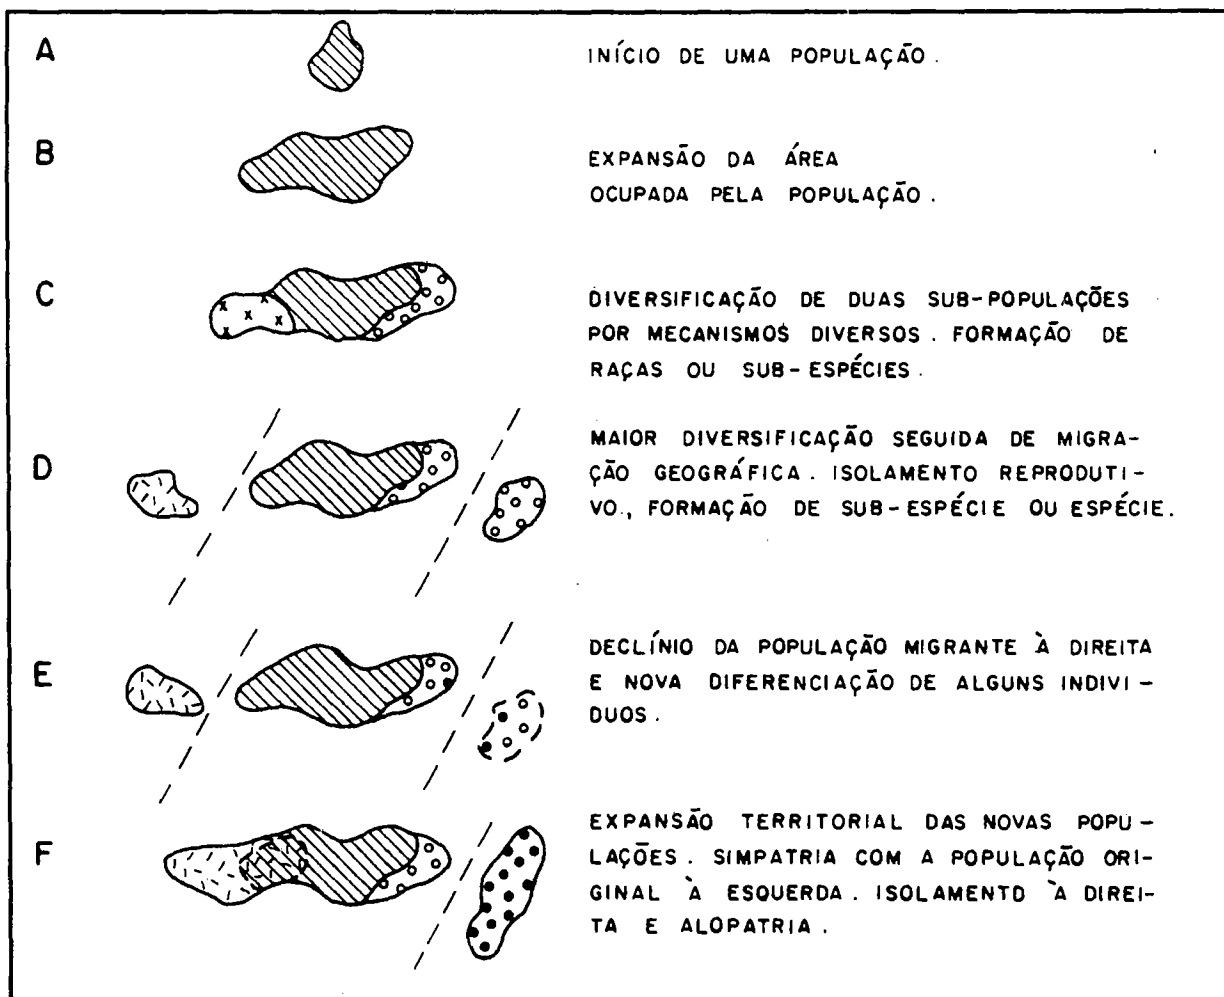 A
INÍCIO DE UMA POPULAÇÃO.
B
EXPANSÃO DA ÁREA
OCUPADA PELA POPULAÇÃO.
C
DIVERSIFICAÇÃO DE DUAS SUB-POPULAÇÕES
POR MECANISMOS DIVERSOS. FORMAÇÃO DE
RAÇAS OU SUB-ESPÉCIES.
D
MAIOR DIVERSIFICAÇÃO SEGUIDA DE MIGRA-
ÇÃO GEOGRÁFICA. ISOLAMENTO REPRODUTI-
VO., FORMAÇÃO DE SUB-ESPÉCIE OU ESPÉCIE.
E
DECLÍNIO DA POPULAÇÃO MIGRANTE À DIREITA
E NOVA DIFERENCIAÇÃO DE ALGUNS INDIVI-
DUOS.
F
EXPANSÃO TERRITORIAL DAS NOVAS POPU-
LAÇÕES. SIMPATRIA COM A POPULAÇÃO ORI-
GINAL À ESQUERDA. ISOLAMENTO À DIREI-
TA E ALOPATRIA.